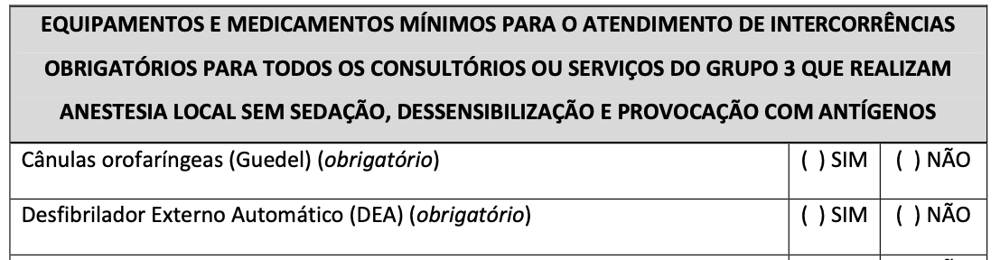 EQUIPAMENTOS E MEDICAMENTOS MÍNIMOS PARA O ATENDIMENTO DE INTERCORRÊNCIAS
OBRIGATÓRIOS PARA TODOS OS CONSULTÓRIOS OU SERVIÇOS DO GRUPO 3 QUE REALIZAM
ANESTESIA LOCAL SEM SEDAÇÃO, DESSENSIBILIZAÇÃO E PROVOCAÇÃO COM ANTÍGENOS
Cânulas orofaríngeas (Guedel) (obrigatório) ( ) SIM ( ) NÃO
Desfibrilador Externo Automático (DEA) (obrigatório) ( ) SIM ( ) NÃO